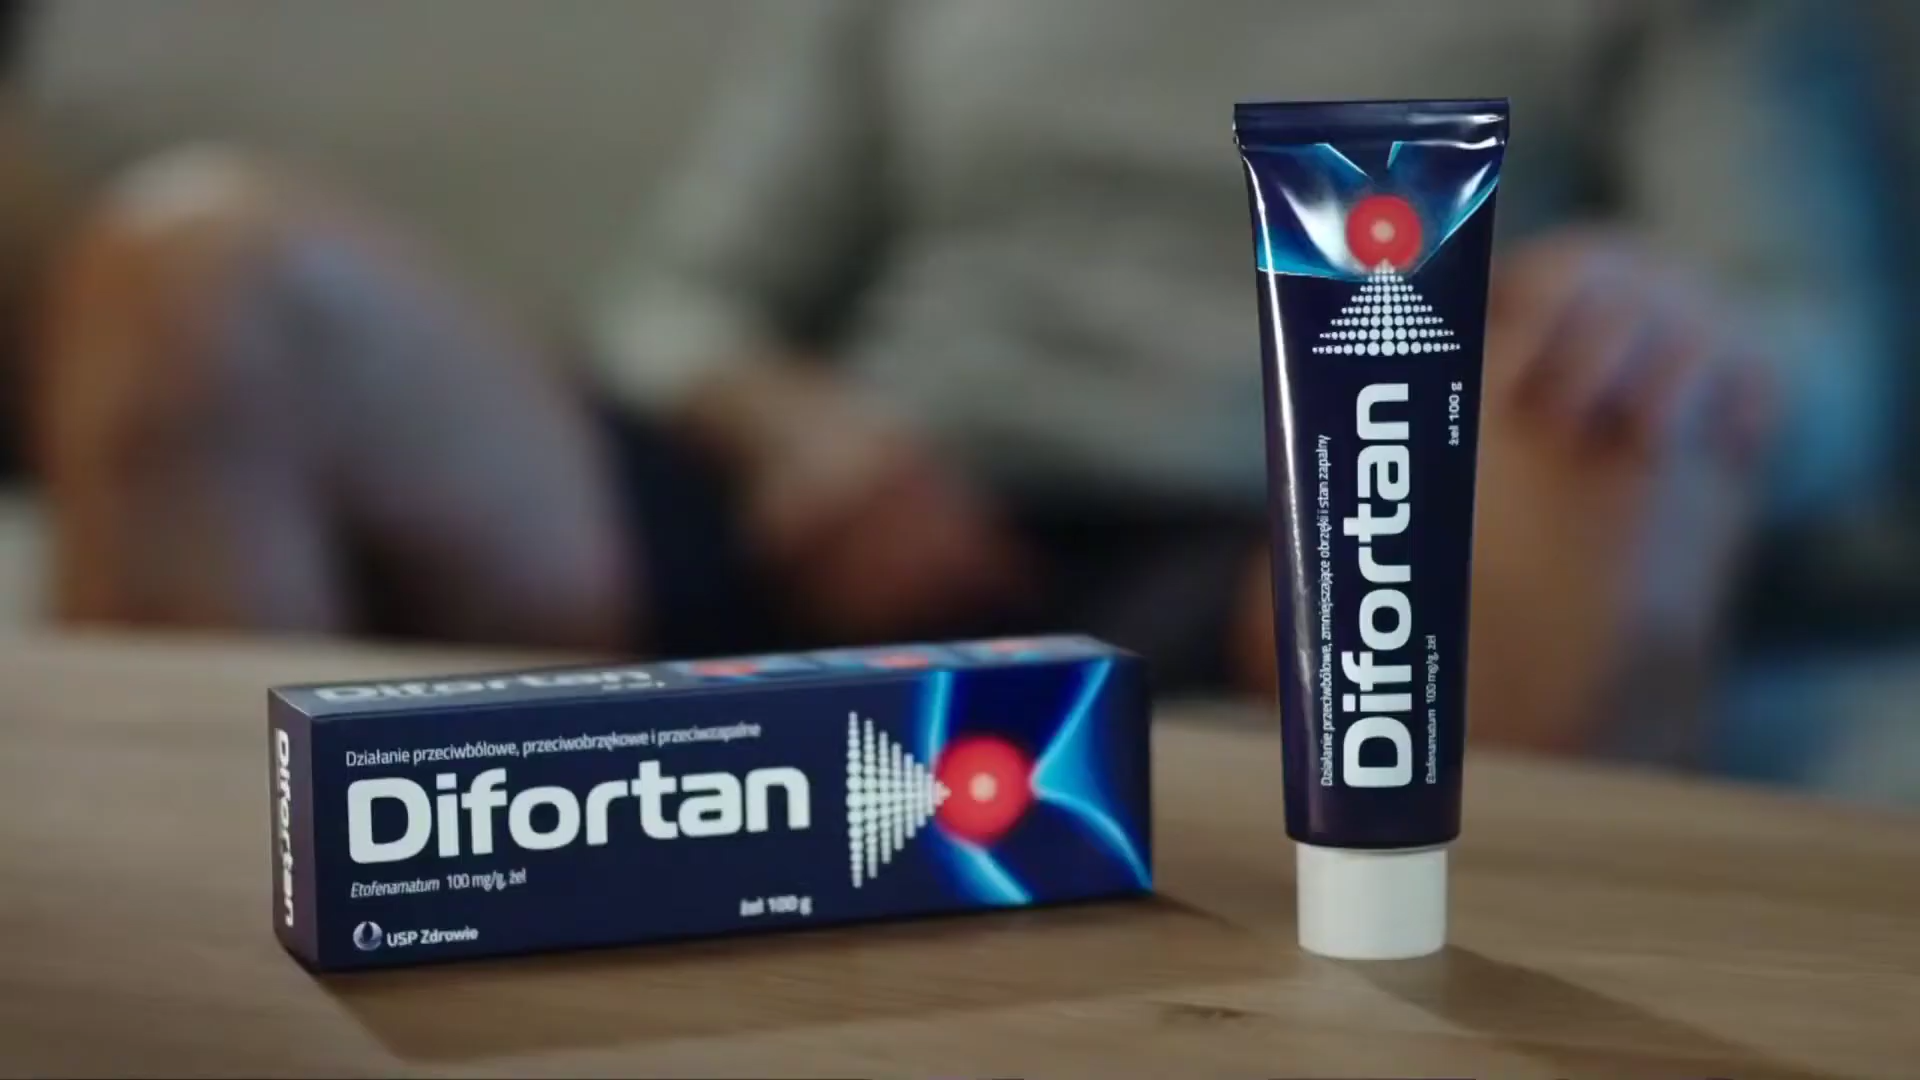 Difortan
Difortan
Działanie przeciwbólowe, przeciwobrzękowe i przeciwzapalne
Difortan
Etofenamatum 100 mg/g, żel
żel 100 g
USP Zdrowie
Działanie przeciwbólowe, zmniejszające obrzęki i stan zapalny
Difortan
Etofenamatum 100 mg/g, żel
żel 100 g